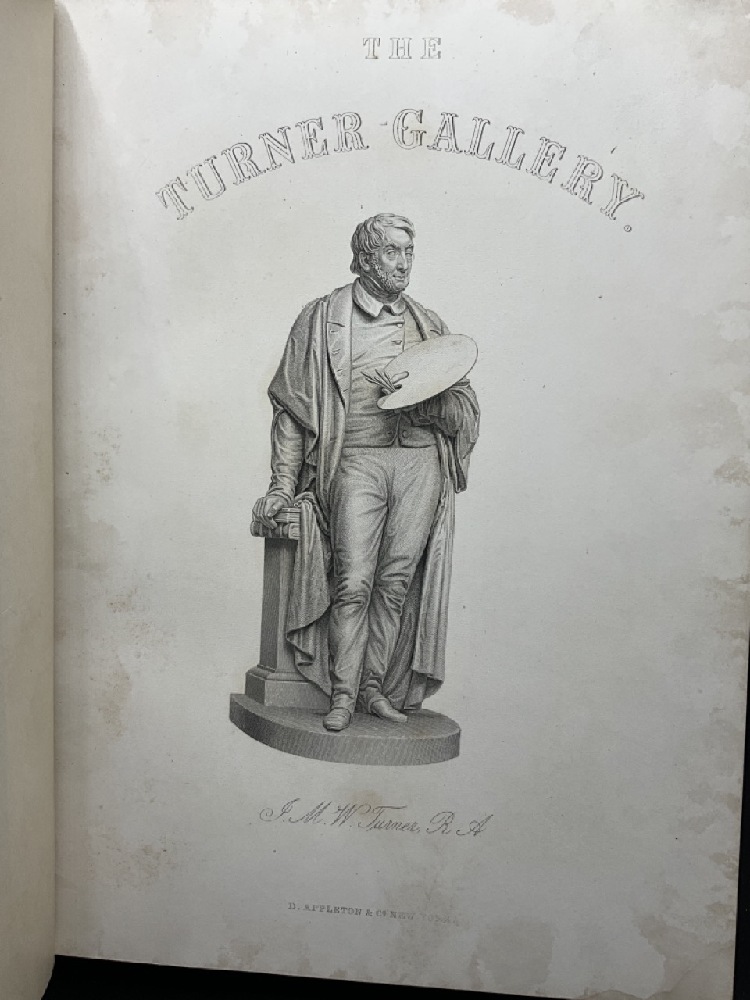 THE
TURNER GALLERY.
J. M. W. Turner, R A
D. APPLETON & Co NEW YORK